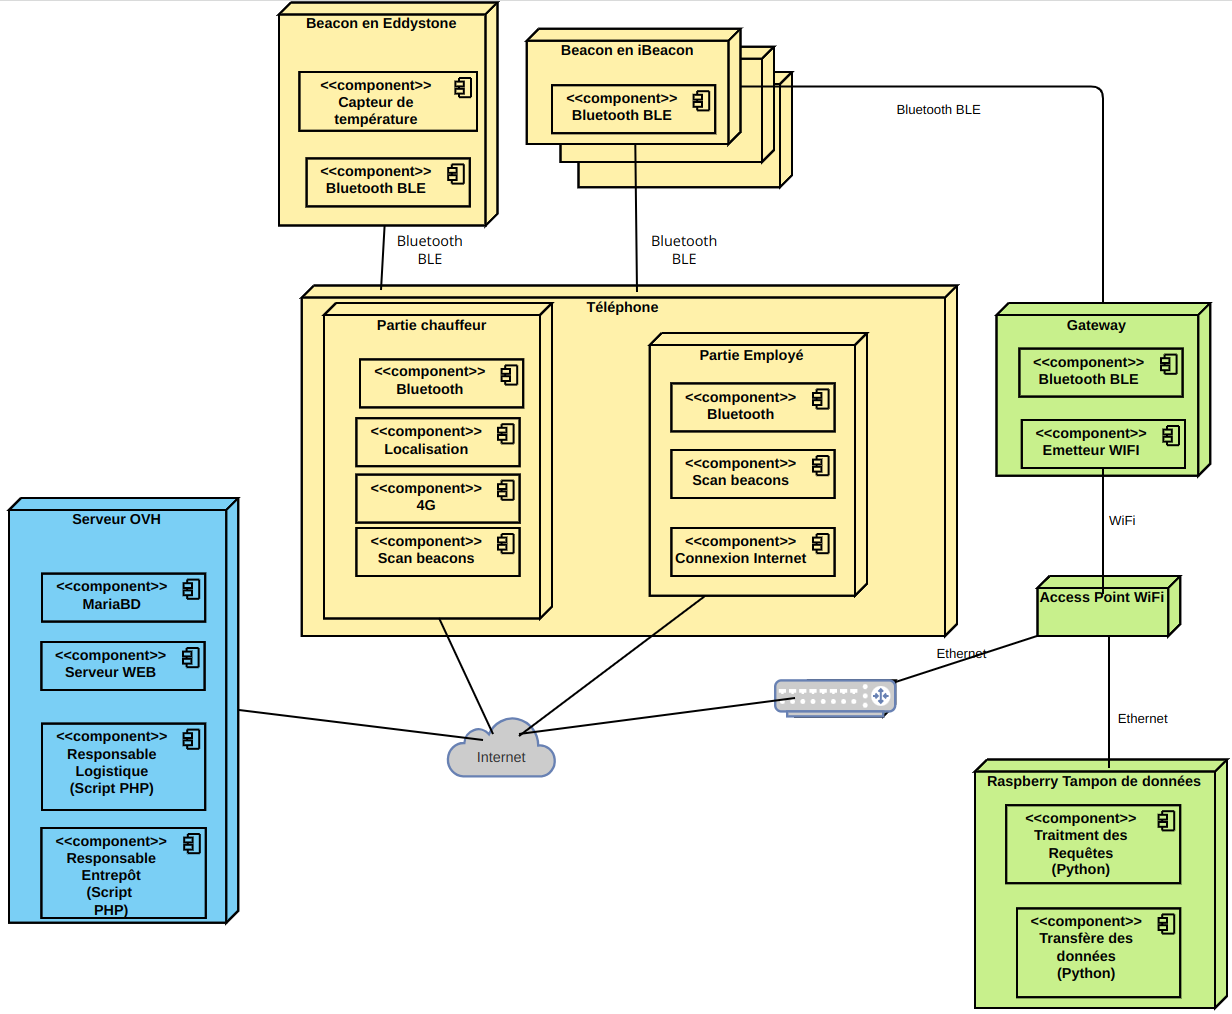 Beacon en Eddystone
<<component>>
Capteur de
température
<<component>>
Bluetooth BLE
Beacon en iBeacon
<<component>>
Bluetooth BLE
Bluetooth BLE
Bluetooth
BLE
Bluetooth
BLE
Téléphone
Partie chauffeur
<<component>>
Bluetooth
<<component>>
Localisation
<<component>>
4G
<<component>>
Scan beacons
Partie Employé
<<component>>
Bluetooth
<<component>>
Scan beacons
<<component>>
Connexion Internet
Gateway
<<component>>
Bluetooth BLE
<<component>>
Emetteur WIFI
WiFi
Access Point WiFi
Ethernet
Ethernet
Serveur OVH
<<component>>
MariaBD
<<component>>
Serveur WEB
<<component>>
Responsable
Logistique
(Script PHP)
<<component>>
Responsable
Entrepôt
(Script
PHP)
Internet
Raspberry Tampon de données
<<component>>
Traitment des
Requêtes
(Python)
<<component>>
Transfère des
données
(Python)